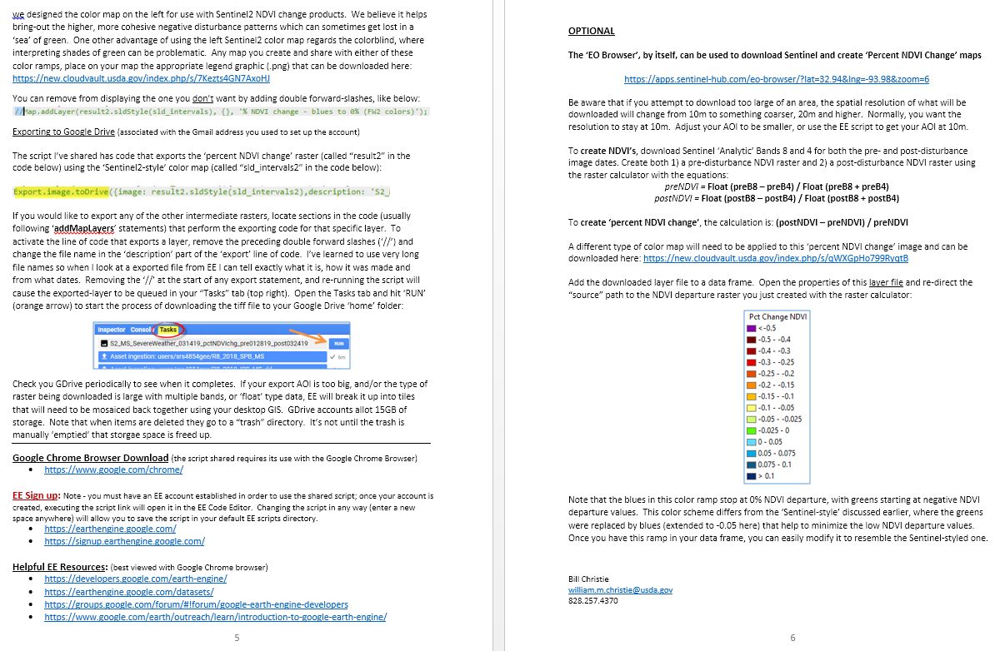 we designed the color map on the left for use with Sentinel2 NDVI change products. We believe it helps
bring-out the higher, more cohesive negative disturbance patterns which can sometimes get lost in a
'sea' of green. One other advantage of using the left Sentinel2 color map regards the colorblind, where
interpreting shades of green can be problematic. Any map you create and share with either of these
color ramps, place on your map the appropriate legend graphic (.png) that can be downloaded here:
https://new.cloudvault.usda.gov/index.php/s/7Kezts4GN7AxoHJ
You can remove from displaying the one you don't want by adding double forward-slashes, like below:
//Map.addLayer(result2.sldStyle(sld_intervals), {}, '% NDVI change - blues to 0% (FW2 colors)');
Exporting to Google Drive (associated with the Gmail address you used to set up the account)
The script I've shared has code that exports the 'percent NDVI change' raster (called "result2" in the
code below) using the 'Sentinel2-style' color map (called "sld_intervals2" in the code below):
Export.image.toDrive({image: result2.sldStyle(sld_intervals2),description: 'S2_
If you would like to export any of the other intermediate rasters, locate sections in the code (usually
following 'addMapLayers' statements) that perform the exporting code for that specific layer. To
activate the line of code that exports a layer, remove the preceding double forward slashes ('//') and
change the file name in the 'description' part of the 'export' line of code. I've learned to use very long
file names so when I look at a exported file from EE I can tell exactly what it is, how it was made and
from what dates. Removing the '//' at the start of any export statement, and re-running the script will
cause the exported-layer to be queued in your "Tasks" tab (top right). Open the Tasks tab and hit 'RUN'
(orange arrow) to start the process of downloading the tiff file to your Google Drive 'home' folder:
Inspector Consol Tasks
S2_MS_SevereWeather_031419_pctNDVIchg_pre012819_post032419 RUN
Asset ingestion: users/srs4854gee/R8_2018_SPB_MS 6m
Check you GDrive periodically to see when it completes. If your export AOI is too big, and/or the type of
raster being downloaded is large with multiple bands, or 'float' type data, EE will break it up into tiles
that will need to be mosaiced back together using your desktop GIS. GDrive accounts allot 15GB of
storage. Note that when items are deleted they go to a "trash" directory. It's not until the trash is
manually 'emptied' that storgae space is freed up.
Google Chrome Browser Download (the script shared requires its use with the Google Chrome Browser)
• https://www.google.com/chrome/
EE Sign up: Note - you must have an EE account established in order to use the shared script; once your account is
created, executing the script link will open it in the EE Code Editor. Changing the script in any way (enter a new
space anywhere) will allow you to save the script in your default EE scripts directory.
• https://earthengine.google.com/
• https://signup.earthengine.google.com/
Helpful EE Resources: (best viewed with Google Chrome browser)
• https://developers.google.com/earth-engine/
• https://earthengine.google.com/datasets/
• https://groups.google.com/forum/#!forum/google-earth-engine-developers
• https://www.google.com/earth/outreach/learn/introduction-to-google-earth-engine/
5
OPTIONAL
The 'EO Browser', by itself, can be used to download Sentinel and create 'Percent NDVI Change' maps
https://apps.sentinel-hub.com/eo-browser/?lat=32.94&lng=-93.98&zoom=6
Be aware that if you attempt to download too large of an area, the spatial resolution of what will be
downloaded will change from 10m to something coarser, 20m and higher. Normally, you want the
resolution to stay at 10m. Adjust your AOI to be smaller, or use the EE script to get your AOI at 10m.
To create NDVI's, download Sentinel 'Analytic' Bands 8 and 4 for both the pre- and post-disturbance
image dates. Create both 1) a pre-disturbance NDVI raster and 2) a post-disturbance NDVI raster using
the raster calculator with the equations:
preNDVI = Float (preB8 – preB4) / Float (preB8 + preB4)
postNDVI = Float (postB8 – postB4) / Float (postB8 + postB4)
To create 'percent NDVI change', the calculation is: (postNDVI – preNDVI) / preNDVI
A different type of color map will need to be applied to this 'percent NDVI change' image and can be
downloaded here: https://new.cloudvault.usda.gov/index.php/s/qWXGpHo799RyqtB
Add the downloaded layer file to a data frame. Open the properties of this layer file and re-direct the
"source" path to the NDVI departure raster you just created with the raster calculator:
Pct Change NDVI
< -0.5
-0.5 - -0.4
-0.4 - -0.3
-0.3 - -0.25
-0.25 - -0.2
-0.2 - -0.15
-0.15 - -0.1
-0.1 - -0.05
-0.05 - -0.025
-0.025 - 0
0 - 0.05
0.05 - 0.075
0.075 - 0.1
> 0.1
Note that the blues in this color ramp stop at 0% NDVI departure, with greens starting at negative NDVI
departure values. This color scheme differs from the 'Sentinel-style' discussed earlier, where the greens
were replaced by blues (extended to -0.05 here) that help to minimize the low NDVI departure values.
Once you have this ramp in your data frame, you can easily modify it to resemble the Sentinel-styled one.
Bill Christie
william.m.christie@usda.gov
828.257.4370
6